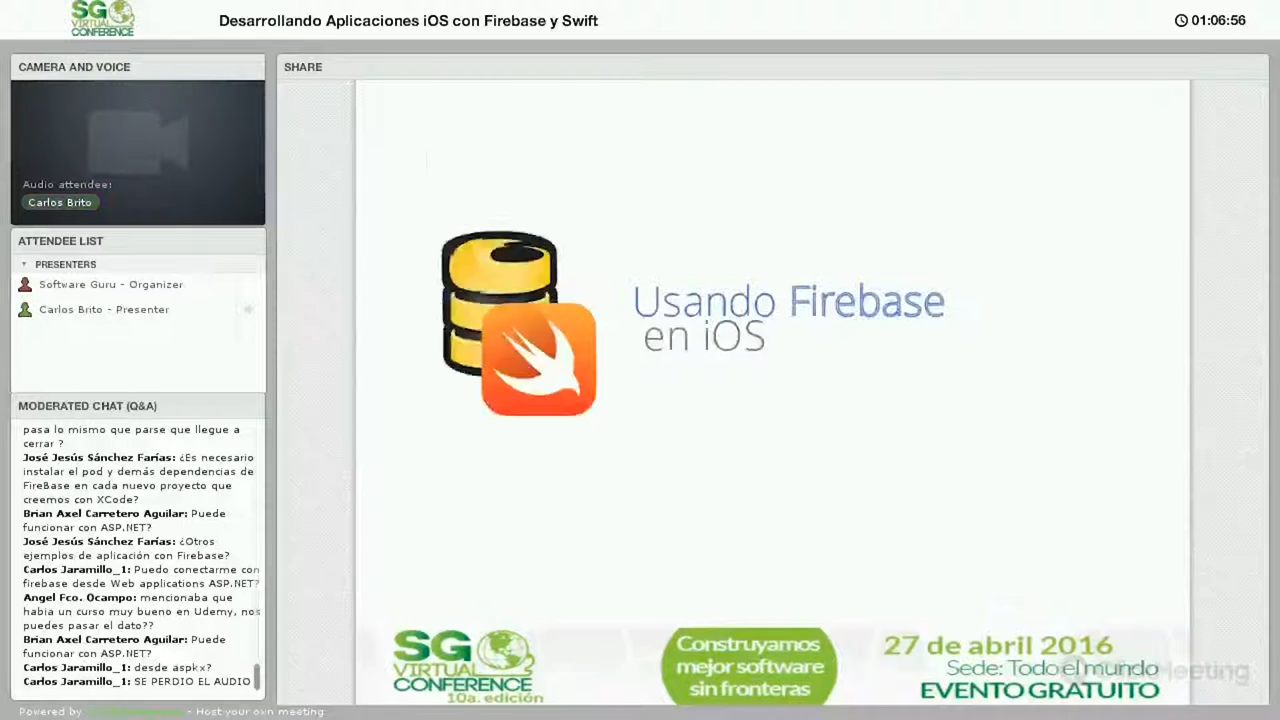 SG
VIRTUAL
CONFERENCE
Desarrollando Aplicaciones iOS con Firebase y Swift
01:06:56
CAMERA AND VOICE
Audio attendee:
Carlos Brito
ATTENDEE LIST
PRESENTERS
Software Guru - Organizer
Carlos Brito - Presenter
MODERATED CHAT (Q&A)
pasa lo mismo que parse que llegue a
cerrar ?
José Jesús Sánchez Farías: ¿Es necesario
instalar el pod y demás dependencias de
FireBase en cada nuevo proyecto que
creemos con XCode?
Brian Axel Carretero Aguilar: Puede
funcionar con ASP.NET?
José Jesús Sánchez Farías: ¿Otros
ejemplos de aplicación con Firebase?
Carlos Jaramillo_1: Puedo conectarme con
firebase desde Web applications ASP.NET?
Angel Fco. Ocampo: mencionaba que
habia un curso muy bueno en Udemy, nos
puedes pasar el dato??
Brian Axel Carretero Aguilar: Puede
funcionar con ASP.NET?
Carlos Jaramillo_1: desde aspkx?
Carlos Jaramillo_1: SE PERDIO EL AUDIO
Powered by - Host your own meeting
SHARE
Usando Firebase
en iOS
SG
VIRTUAL
CONFERENCE
10a. edición
Construyamos
mejor software
sin fronteras
27 de abril 2016
Sede: Todo el mundo
EVENTO GRATUITO
Meeting